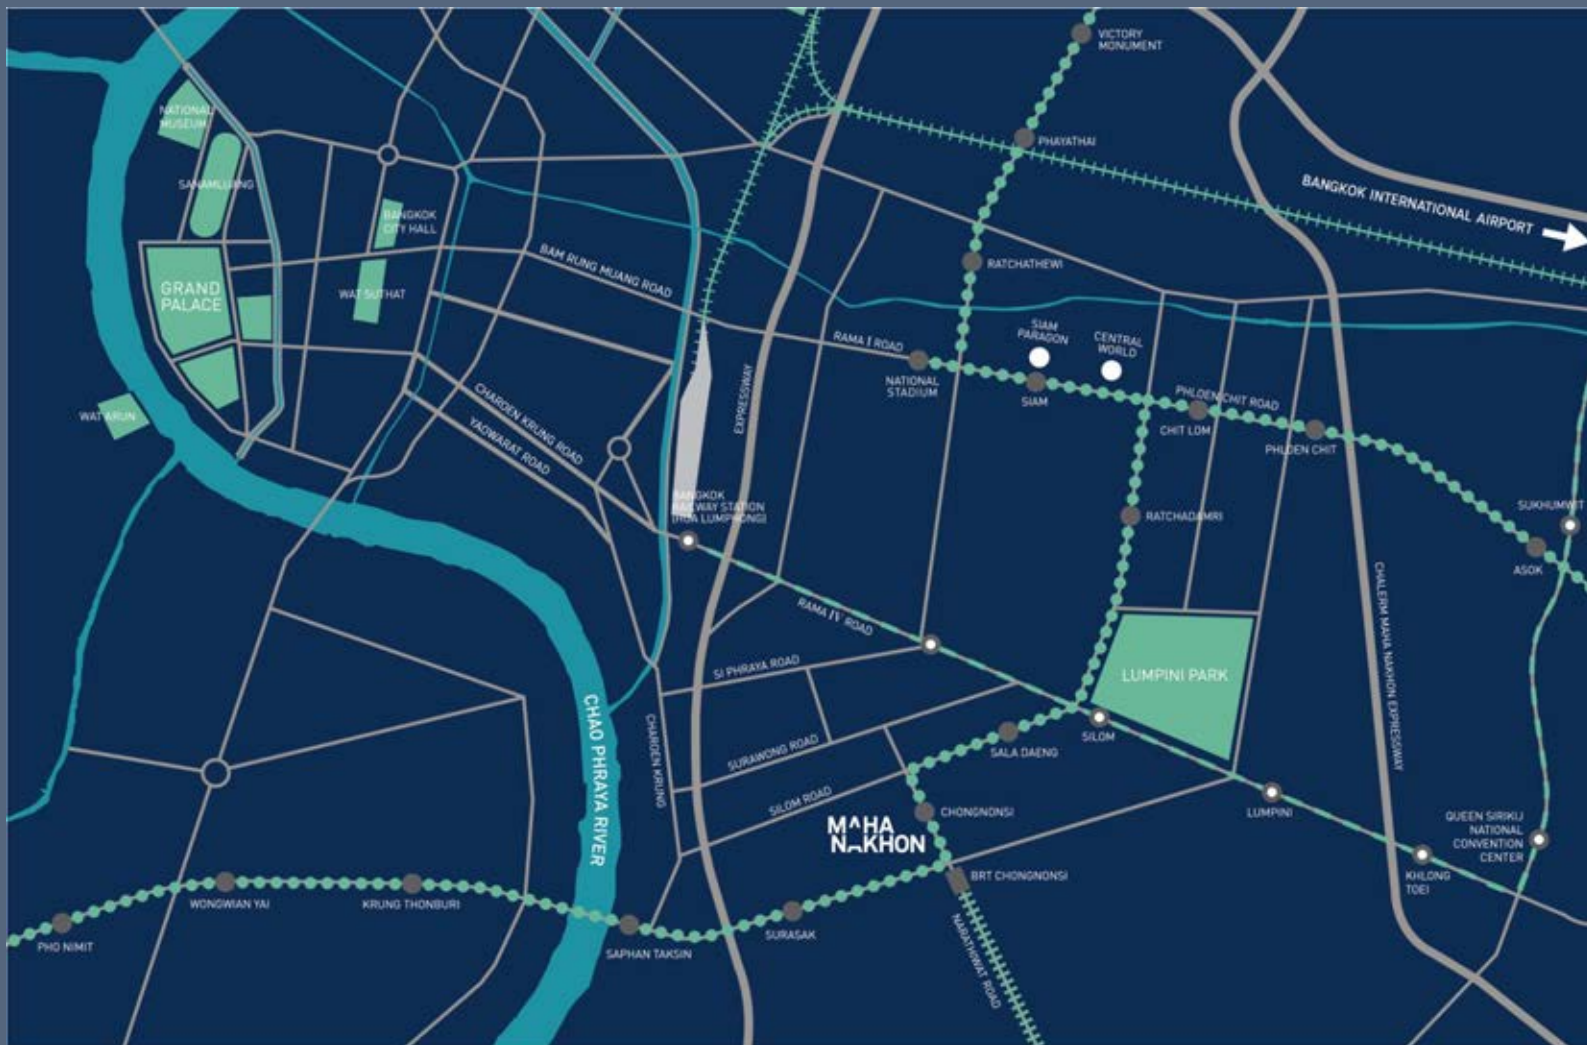 VICTORY
MONUMENT
NATIONAL
MUSEUM
PHAYATHAI
SANAMLUANG
BANGKOK INTERNATIONAL AIRPORT
BANGKOK
CITY HALL
BAM RUNG MUANG ROAD
RATCHATHEWI
GRAND
PALACE
WAT SUTHAT
RAMA I ROAD
SIAM
PARAGON
CENTRAL
WORLD
NATIONAL
STADIUM
SIAM
PHLOEN CHIT ROAD
EXPRESSWAY
CHAROEN KRUNG ROAD
YAOWARAT ROAD
WAT ARUN
CHIT LOM
PHLOEN CHIT
BANGKOK
RAILWAY STATION
(HUA LUMPHONG)
RATCHADAMRI
SUKHUMWIT
ASOK
RAMA IV ROAD
CHALERM MAHA NAKHON EXPRESSWAY
SI PHRAYA ROAD
LUMPINI PARK
CHAO PHRAYA RIVER
CHAROEN KRUNG
SURAWONG ROAD
SALA DAENG
SILOM
SILOM ROAD
CHONGNONSI
LUMPINI
MAHA
NAKHON
QUEEN SIRIKIJ
NATIONAL
CONVENTION
CENTER
KHLONG
TOEI
BRT CHONGNONSI
NARATHIWAT ROAD
WONGWIAN YAI
KRUNG THONBURI
PHO NIMIT
SAPHAN TAKSIN
SURASAK